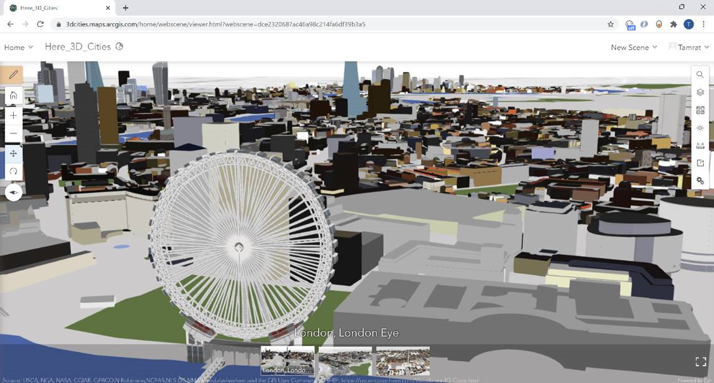 Here_3D_Cities
3dcities.maps.arcgis.com/home/webscene/viewer.html?webscene=dce2320687ac46a98c214fa6df39b3a5
Home
Here_3D_Cities
New Scene
Tamrat
London, London Eye
London, Londo